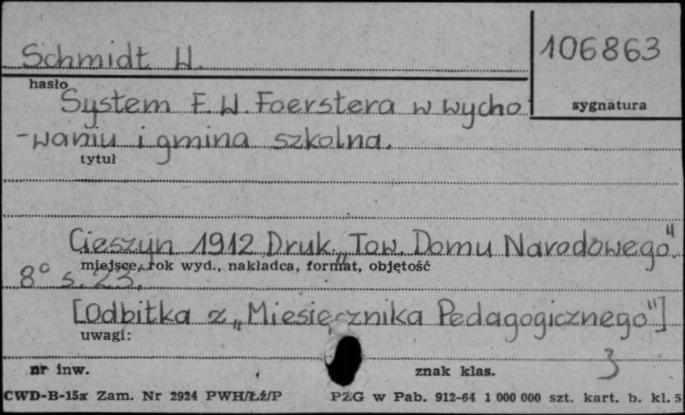 Schmidt W.
106863
hasło
sygnatura
System F.W. Foerstera w wycho-
-waniu i gmina szkolna.
tytuł
Cieszyn 1912 Druk. „Tow. Domu Narodowego".
miejsce, rok wyd., nakładca, format, objętość
8° s. 23.
[Odbitka z „Miesięcznika Pedagogicznego"]
uwagi:
3
nr inw.
znak klas.
CWD-B-15x Zam. Nr 2924 PWH/Łż/P PZG w Pab. 912-64 1 000 000 szt. kart. b. kl. 5